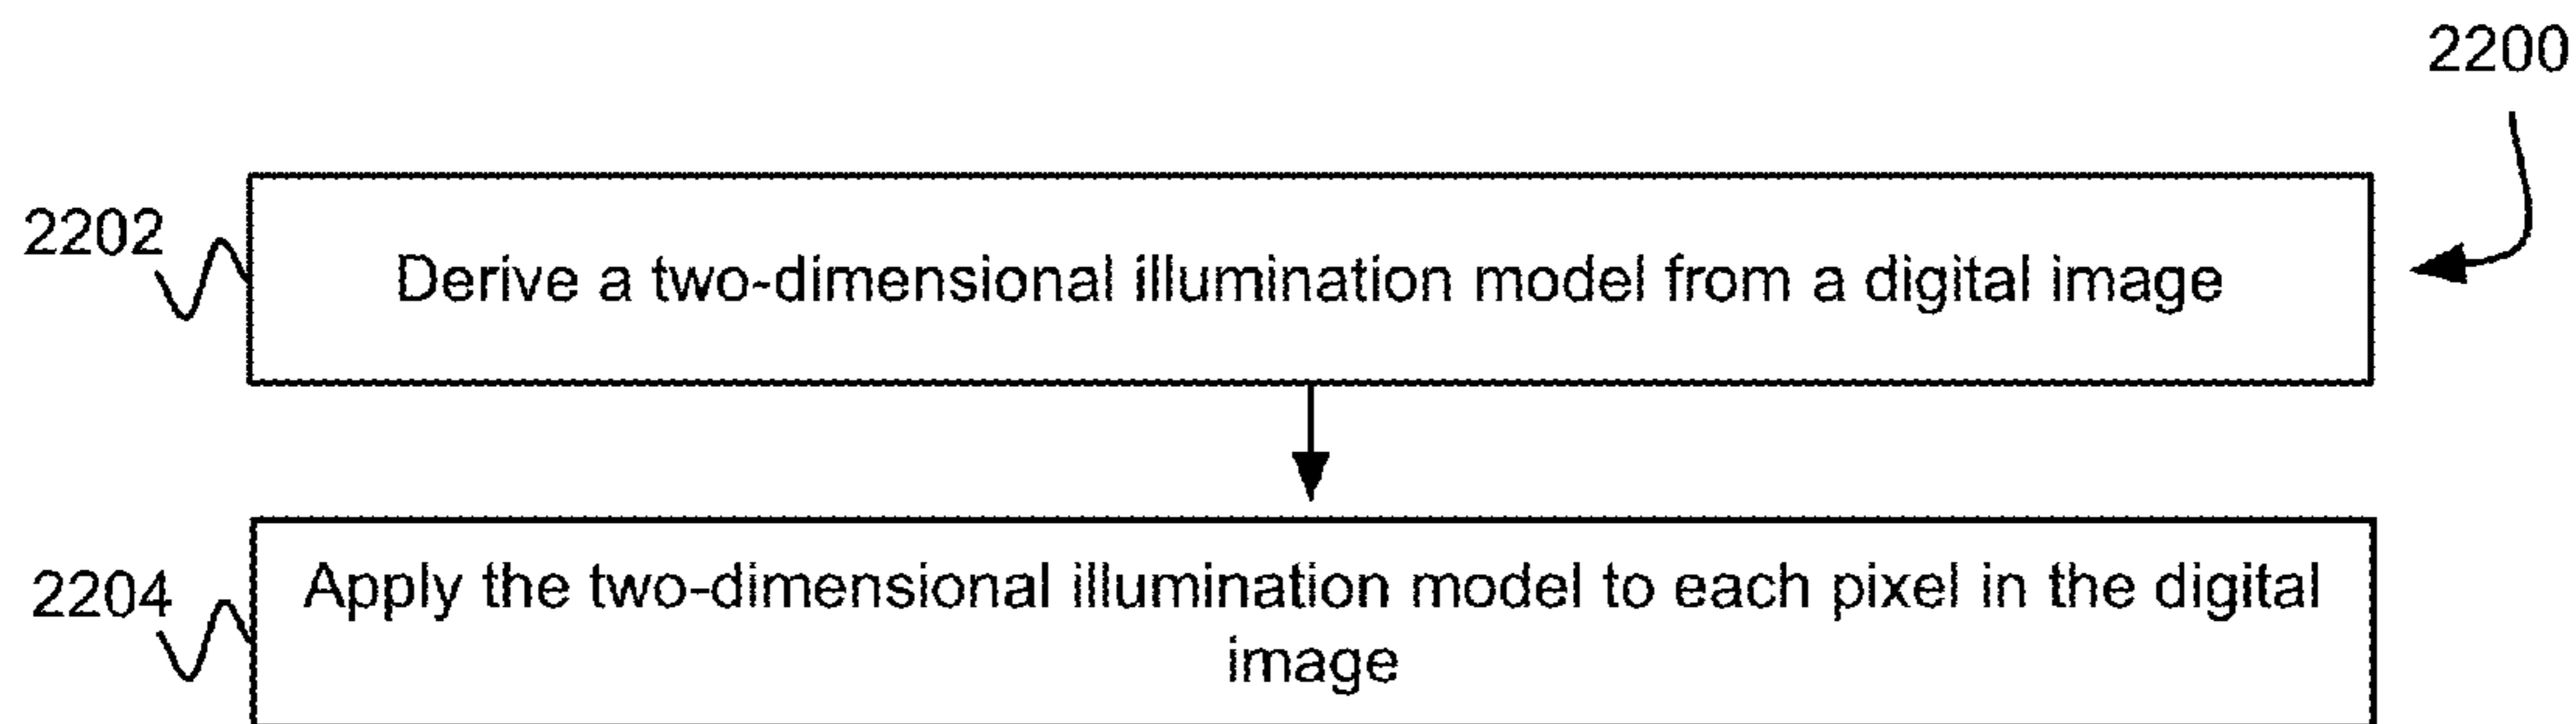 2200
2202
Derive a two-dimensional illumination model from a digital image
2204
Apply the two-dimensional illumination model to each pixel in the digital
image